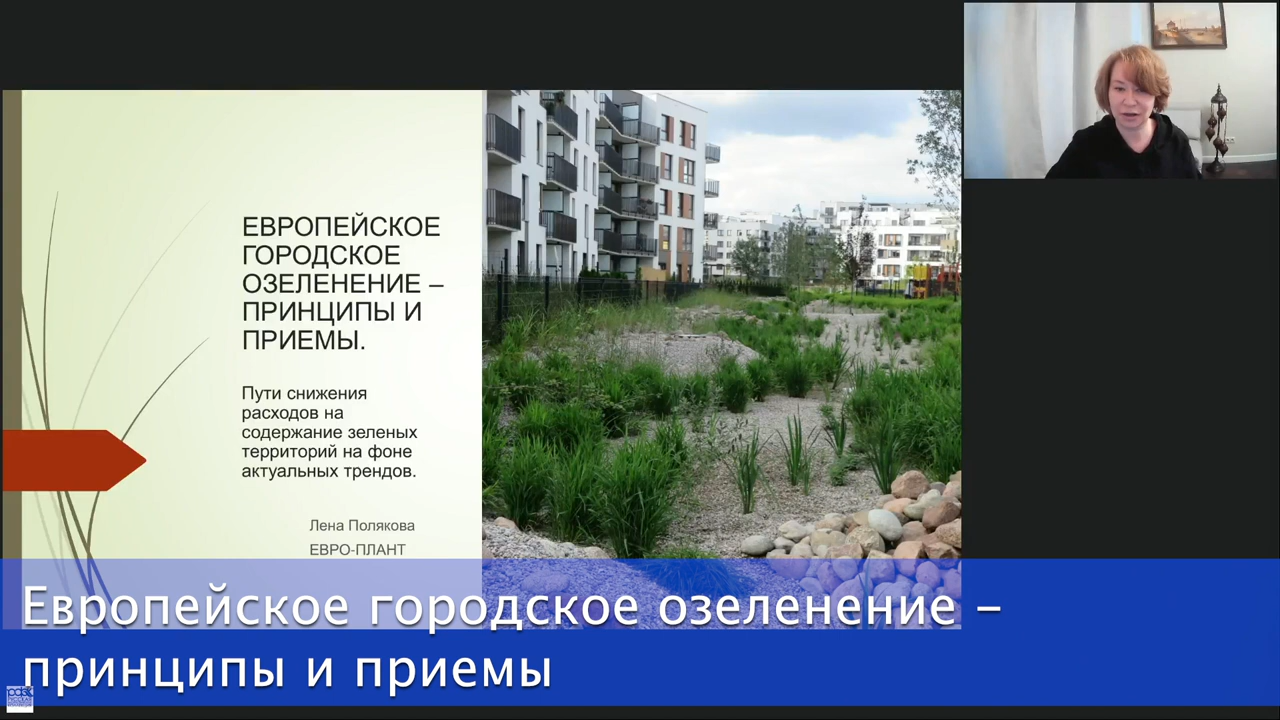 ЕВРОПЕЙСКОЕ
ГОРОДСКОЕ
ОЗЕЛЕНЕНИЕ –
ПРИНЦИПЫ И
ПРИЕМЫ.
Пути снижения
расходов на
содержание зеленых
территорий на фоне
актуальных трендов.
Лена Полякова
ЕВРО-ПЛАНТ
Европейское городское озеленение –
принципы и приемы